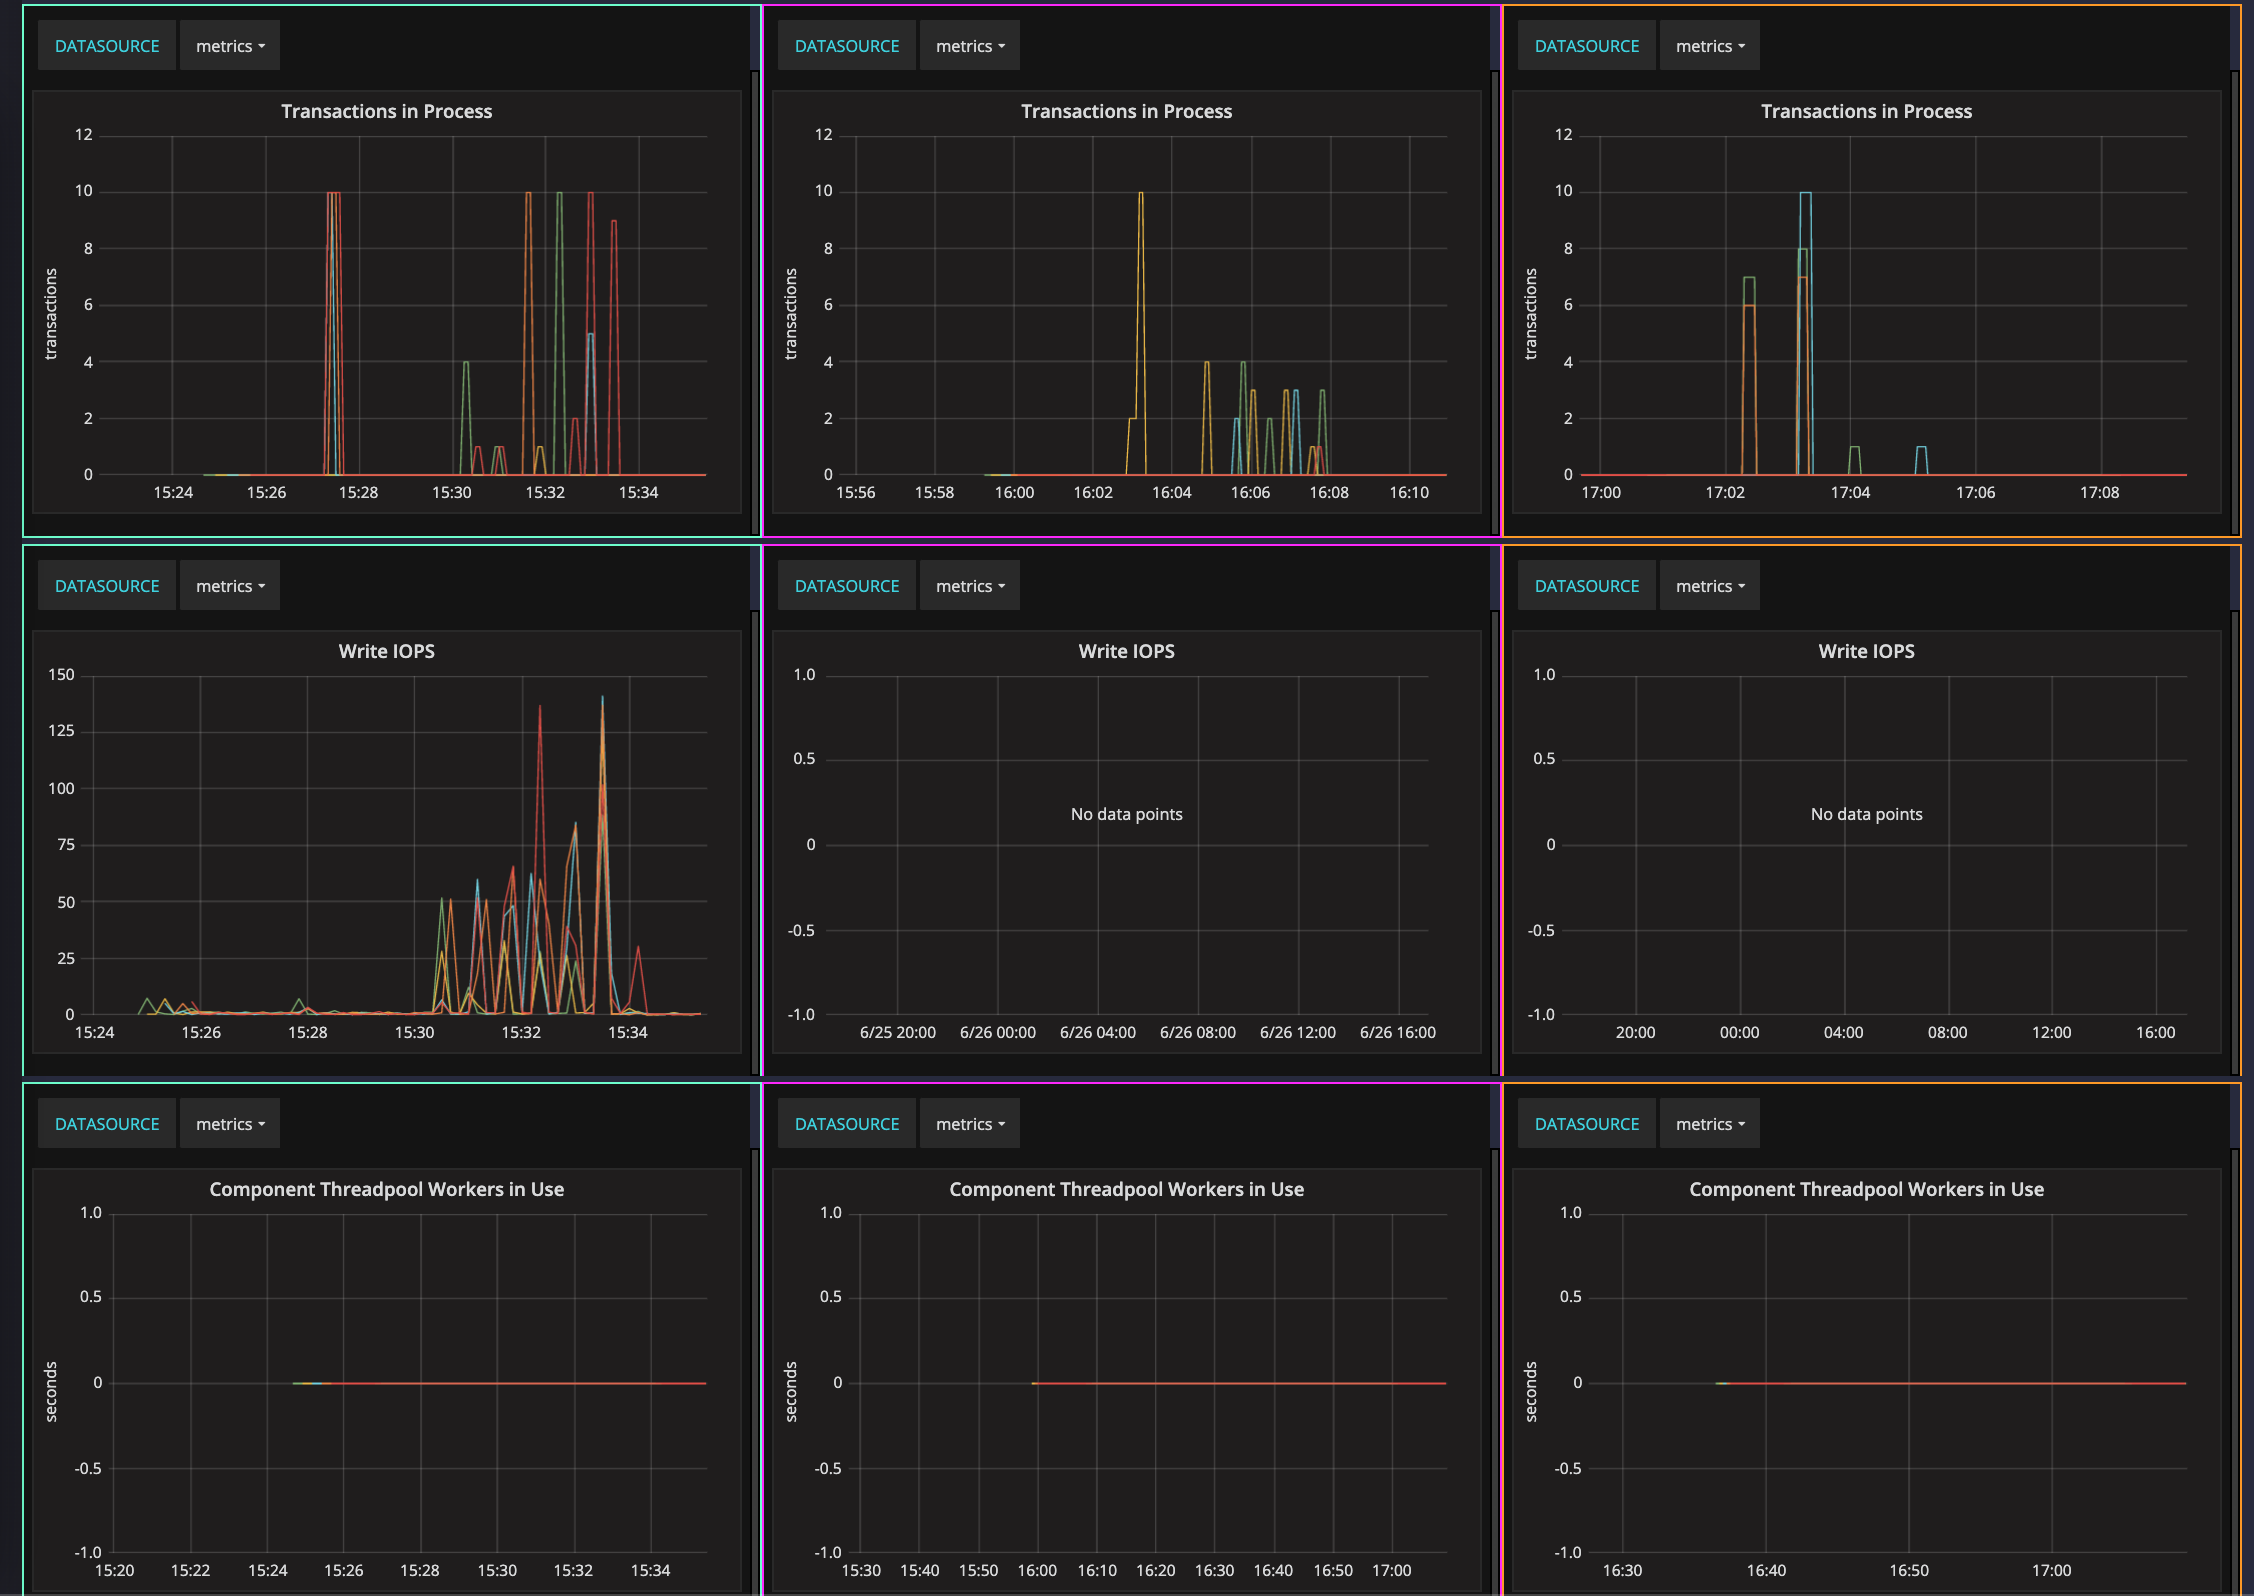 DATASOURCE metrics DATASOURCE metrics DATASOURCE metrics
Transactions in Process Transactions in Process Transactions in Process
12 12 12
10 10 10
8 8 8
6 6 6
4 4 4
2 2 2
0 0 0
transactions transactions transactions
15:24 15:26 15:28 15:30 15:32 15:34 15:56 15:58 16:00 16:02 16:04 16:06 16:08 16:10 17:00 17:02 17:04 17:06 17:08
DATASOURCE metrics DATASOURCE metrics DATASOURCE metrics
Write IOPS Write IOPS Write IOPS
150 1.0 1.0
125
0.5 0.5
100
No data points No data points
75 0 0
50
-0.5 -0.5
25
0 -1.0 -1.0
15:24 15:26 15:28 15:30 15:32 15:34 6/25 20:00 6/26 00:00 6/26 04:00 6/26 08:00 6/26 12:00 6/26 16:00 20:00 00:00 04:00 08:00 12:00 16:00
DATASOURCE metrics DATASOURCE metrics DATASOURCE metrics
Component Threadpool Workers in Use Component Threadpool Workers in Use Component Threadpool Workers in Use
1.0 1.0 1.0
0.5 0.5 0.5
0 0 0
seconds seconds seconds
-0.5 -0.5 -0.5
-1.0 -1.0 -1.0
15:20 15:22 15:24 15:26 15:28 15:30 15:32 15:34 15:30 15:40 15:50 16:00 16:10 16:20 16:30 16:40 16:50 17:00 16:30 16:40 16:50 17:00